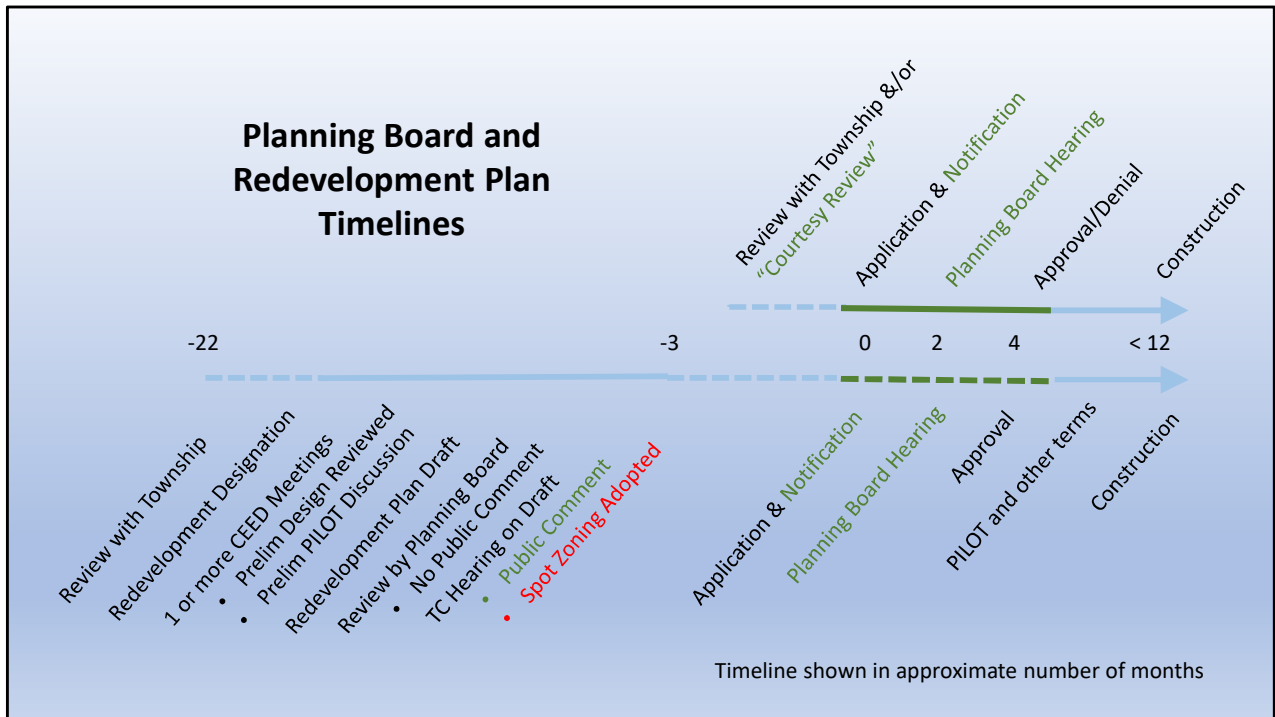 Planning Board and
Redevelopment Plan
Timelines
Review with Township &/or
“Courtesy Review”
Application & Notification
Planning Board Hearing
Approval/Denial
Construction
-22
-3
0
2
4
< 12
Review with Township
Redevelopment Designation
1 or more CEED Meetings
• Prelim Design Reviewed
• Prelim PILOT Discussion
Redevelopment Plan Draft
Review by Planning Board
• No Public Comment
TC Hearing on Draft
• Public Comment
• Spot Zoning Adopted
Application & Notification
Planning Board Hearing
Approval
PILOT and other terms
Construction
Timeline shown in approximate number of months